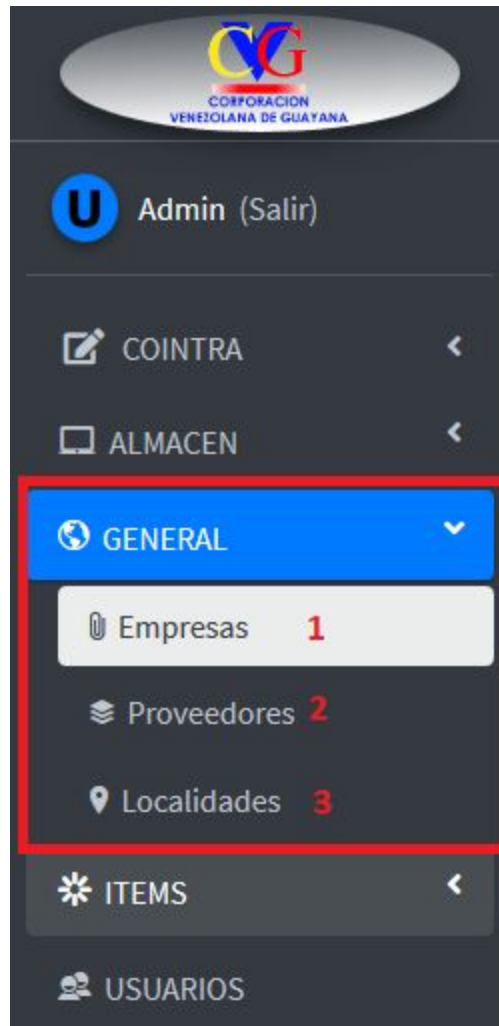 CVG
CORPORACION
VENEZOLANA DE GUAYANA
U Admin (Salir)
COINTRA
ALMACEN
GENERAL
Empresas 1
Proveedores 2
Localidades 3
ITEMS
USUARIOS